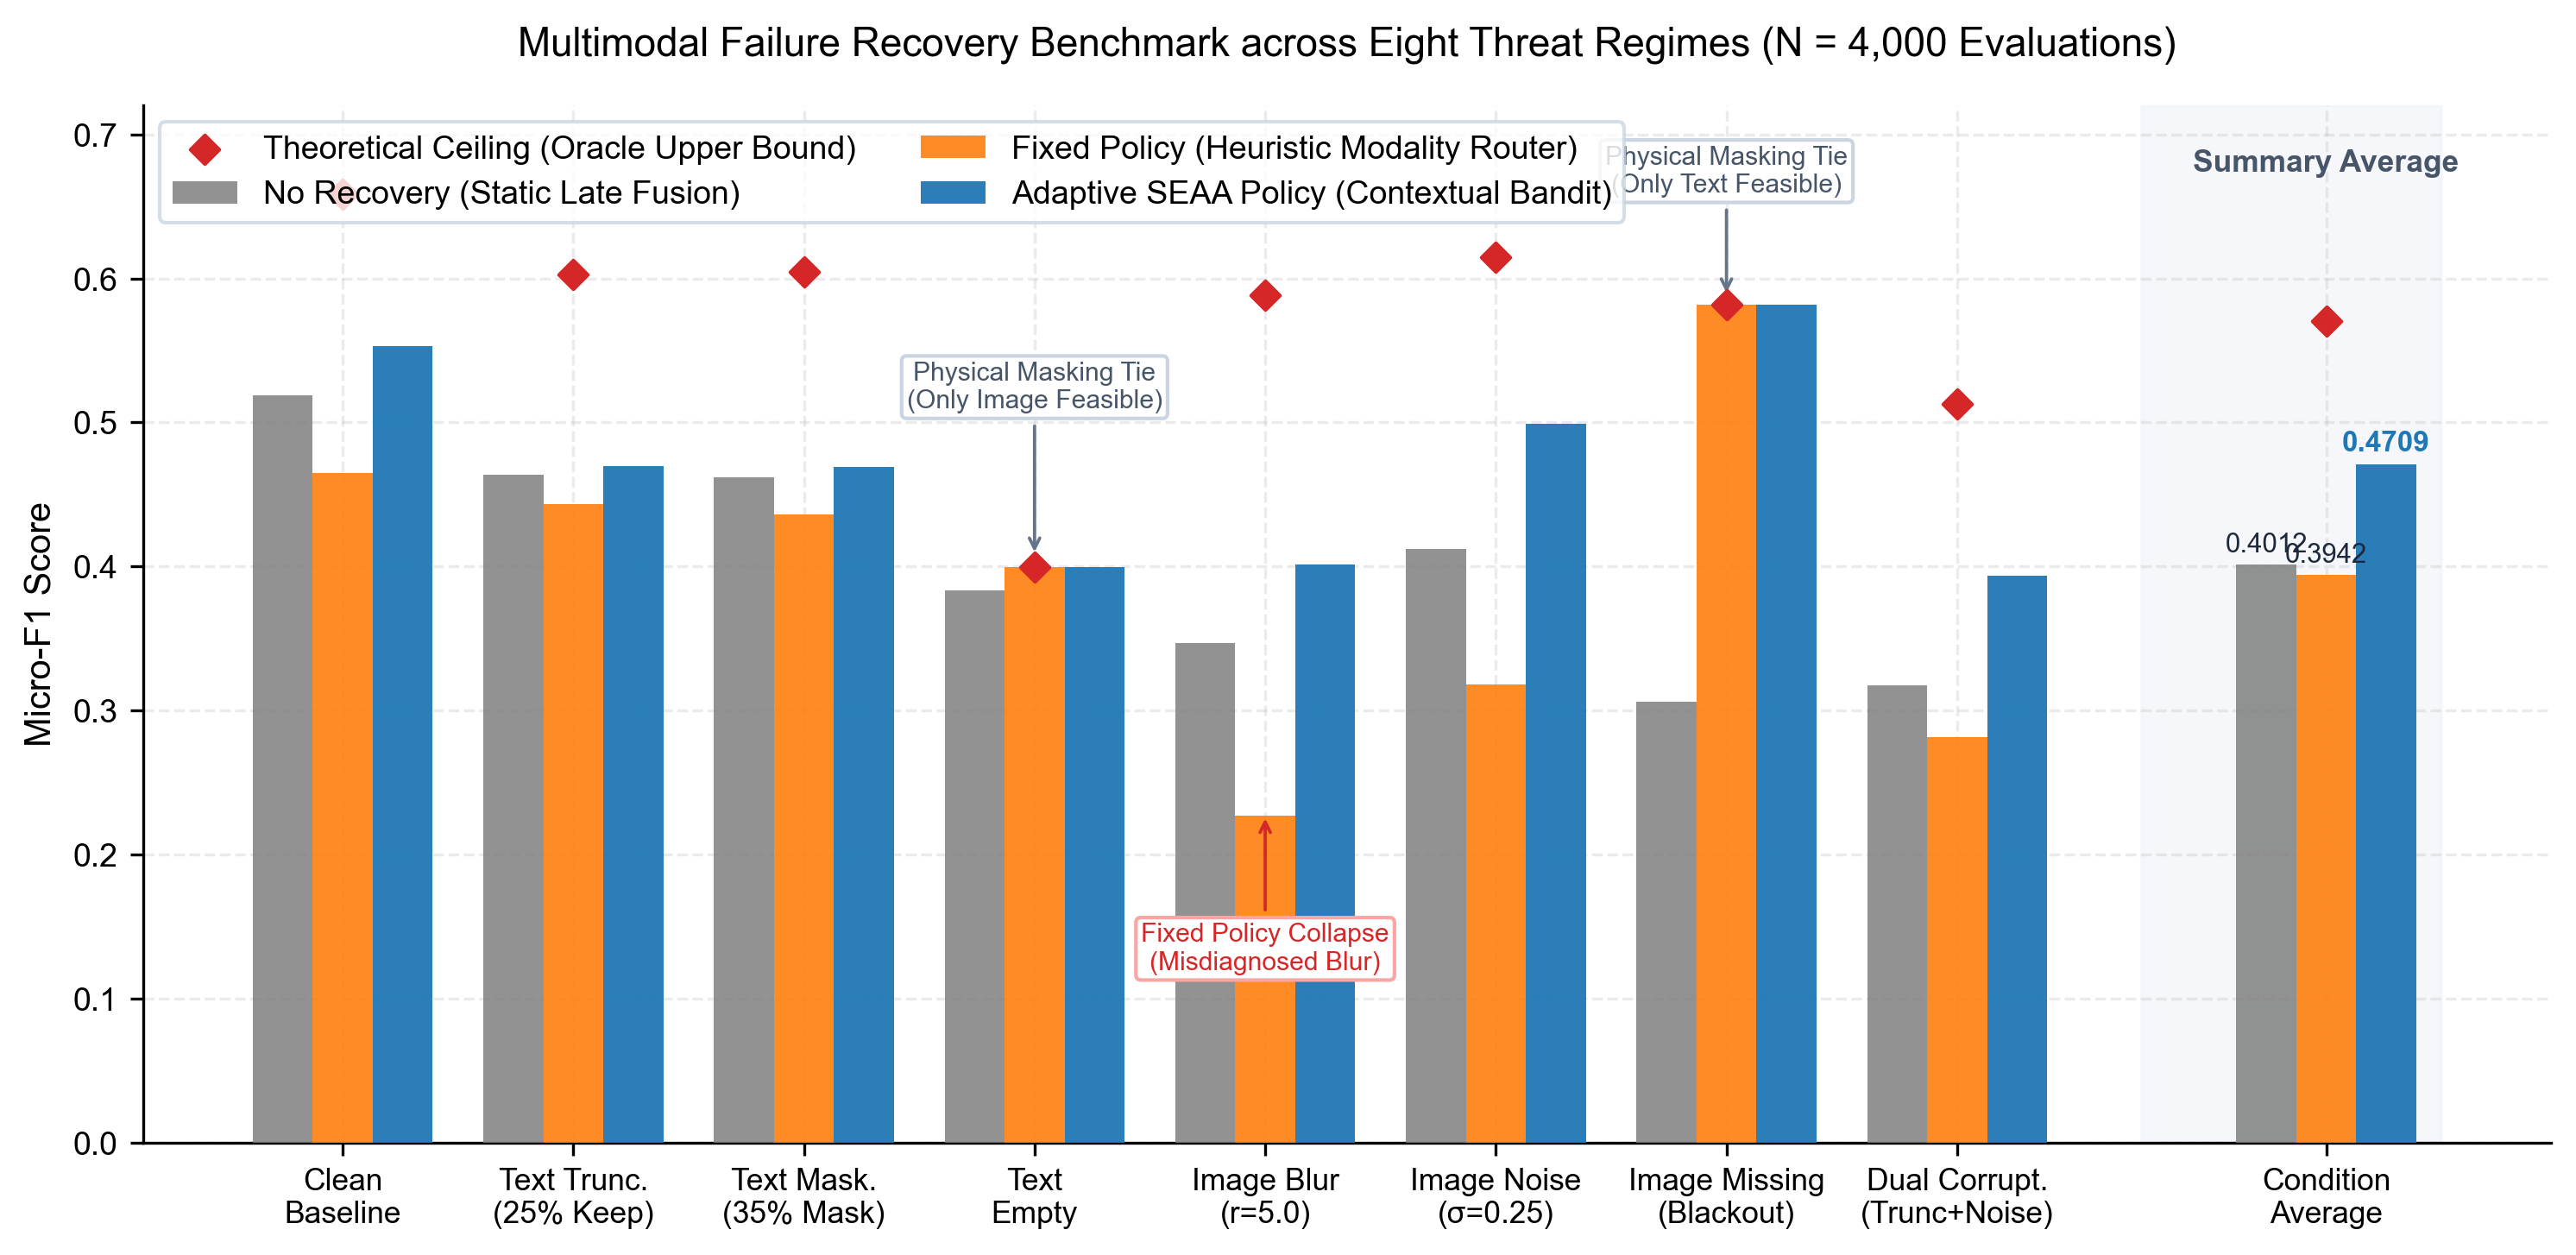 Multimodal Failure Recovery Benchmark across Eight Threat Regimes (N = 4,000 Evaluations)
Theoretical Ceiling (Oracle Upper Bound)
No Recovery (Static Late Fusion)
Fixed Policy (Heuristic Modality Router)
Adaptive SEAA Policy (Contextual Bandit)
Physical Masking Tie
(Only Text Feasible)
Summary Average
Physical Masking Tie
(Only Image Feasible)
Fixed Policy Collapse
(Misdiagnosed Blur)
0.4012
0.3942
0.4709
Micro-F1 Score
0.7
0.6
0.5
0.4
0.3
0.2
0.1
0.0
Clean
Baseline
Text Trunc.
(25% Keep)
Text Mask.
(35% Mask)
Text
Empty
Image Blur
(r=5.0)
Image Noise
(σ=0.25)
Image Missing
(Blackout)
Dual Corrupt.
(Trunc+Noise)
Condition
Average